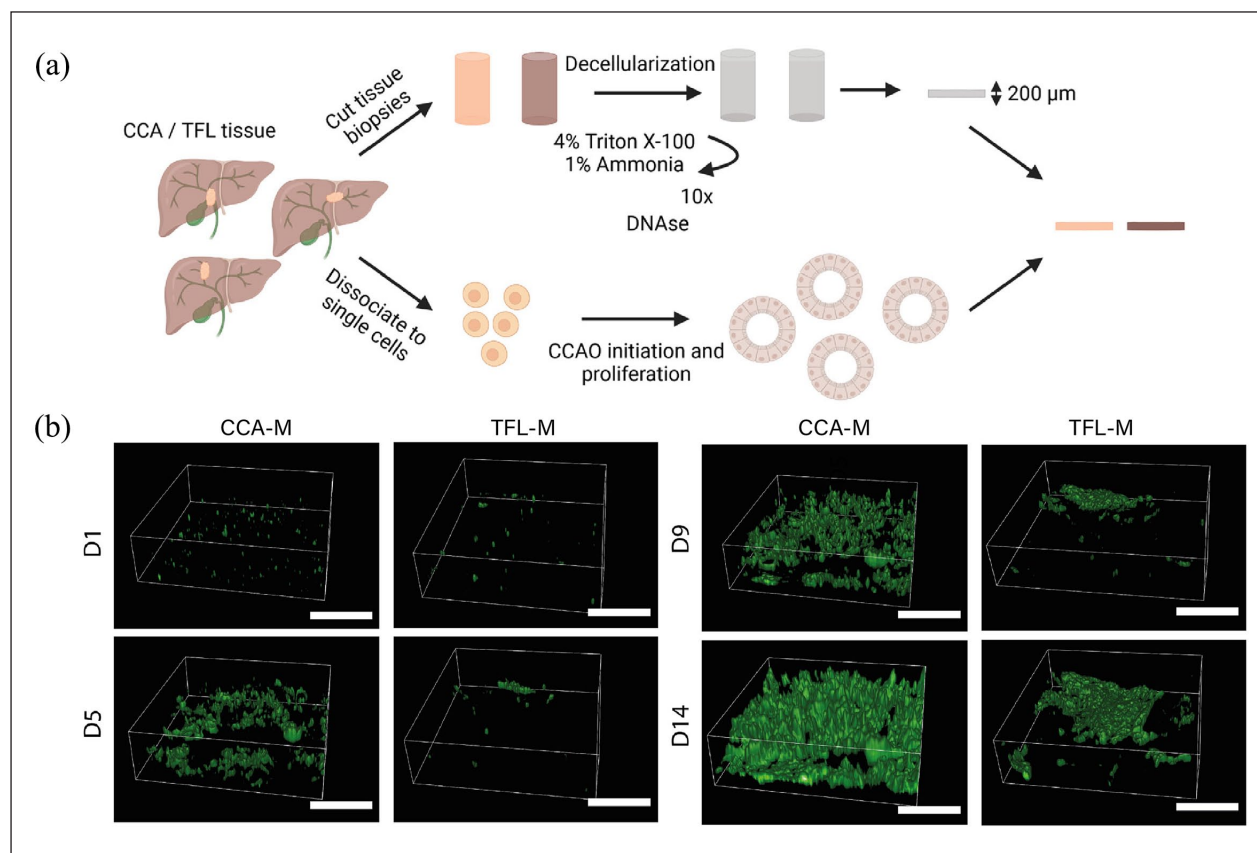 (a)
CCA / TFL tissue
Cut tissue
biopsies
Decellularization
4% Triton X-100
1% Ammonia
10x
DNAse
200 μm
Dissociate to
single cells
CCAO initiation and
proliferation
(b)
CCA-M
TFL-M
CCA-M
TFL-M
D1
D9
D5
D14